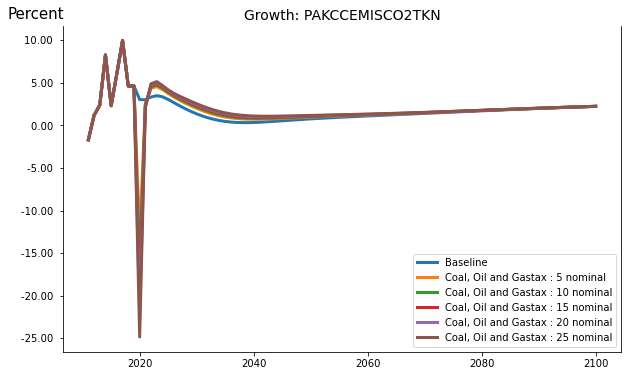 Percent
Growth: PAKCCEMISCO2TKN
10.00
5.00
0.00
-5.00
-10.00
-15.00
-20.00
-25.00
Baseline
Coal, Oil and Gastax : 5 nominal
Coal, Oil and Gastax : 10 nominal
Coal, Oil and Gastax : 15 nominal
Coal, Oil and Gastax : 20 nominal
Coal, Oil and Gastax : 25 nominal
2020 2040 2060 2080 2100